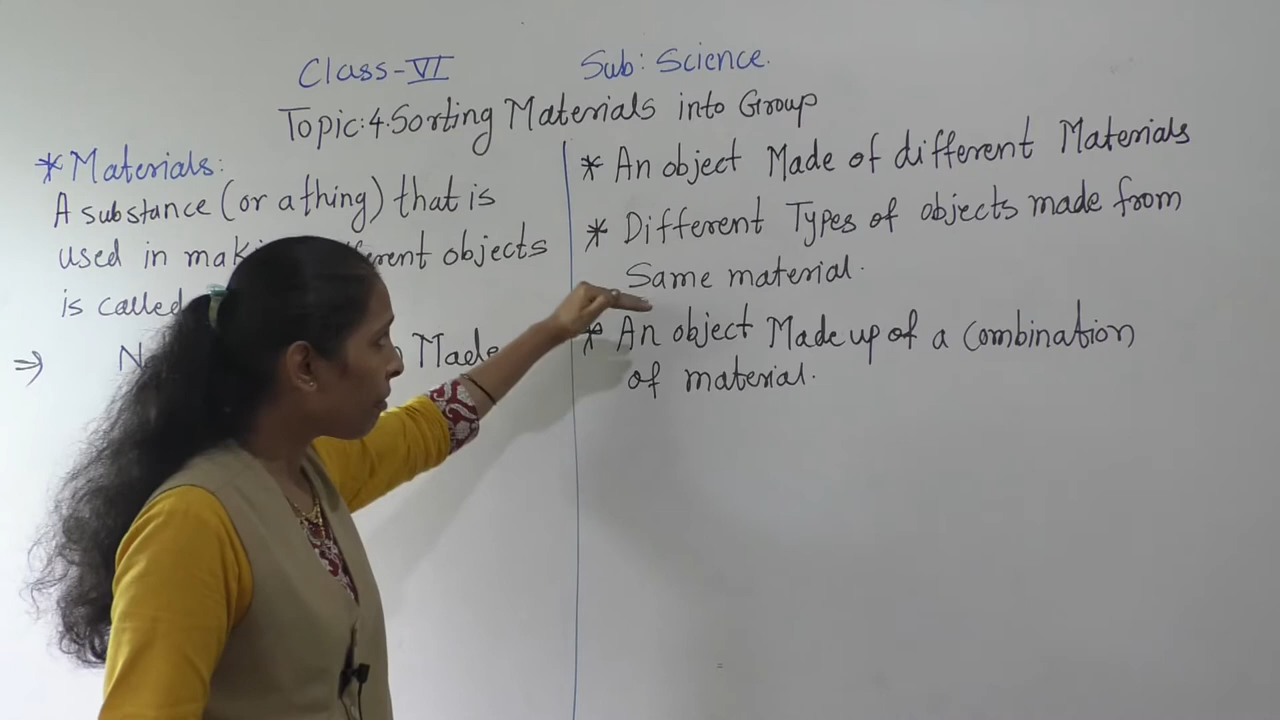 Class-VI Sub: Science.
Topic:4.Sorting Materials into Group
*Materials:
A substance (or a thing) that is
used in objects
is called
⇒ Made
* An object Made of different Materials
* Different Types of objects made from
Same material.
* An object Made up of a Combination
of material.